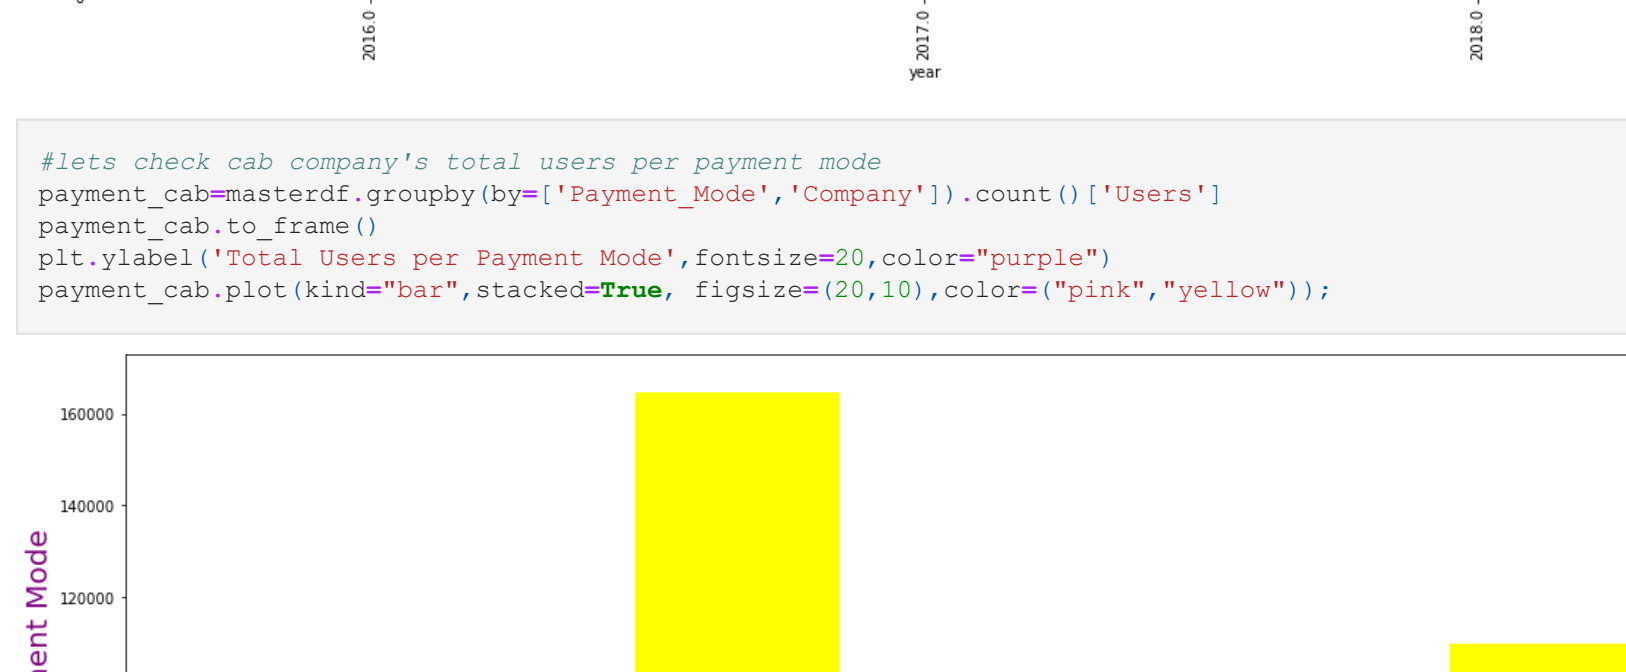 2016.0
2017.0
2018.0
year
#lets check cab company's total users per payment mode
payment_cab=masterdf.groupby(by=['Payment_Mode','Company']).count()['Users']
payment_cab.to_frame()
plt.ylabel('Total Users per Payment Mode',fontsize=20,color="purple")
payment_cab.plot(kind="bar",stacked=True, figsize=(20,10),color=("pink","yellow"));
160000
140000
120000
ent Mode